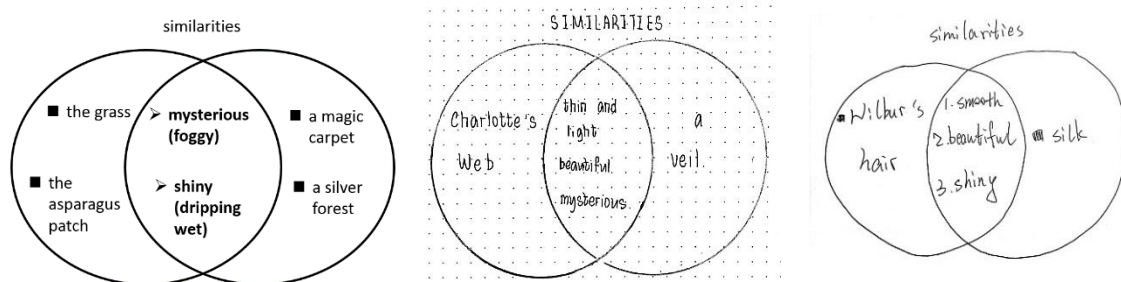 similarities
■ the grass
■ the
asparagus
patch
➢ mysterious
(foggy)
➢ shiny
(dripping
wet)
■ a magic
carpet
■ a silver
forest
SIMILARITIES
Charlotte's
Web
thin and
light
beautiful
mysterious.
a
veil.
similarities
■ Wilbur's
hair
1. smooth
2. beautiful
3. shiny
■ silk